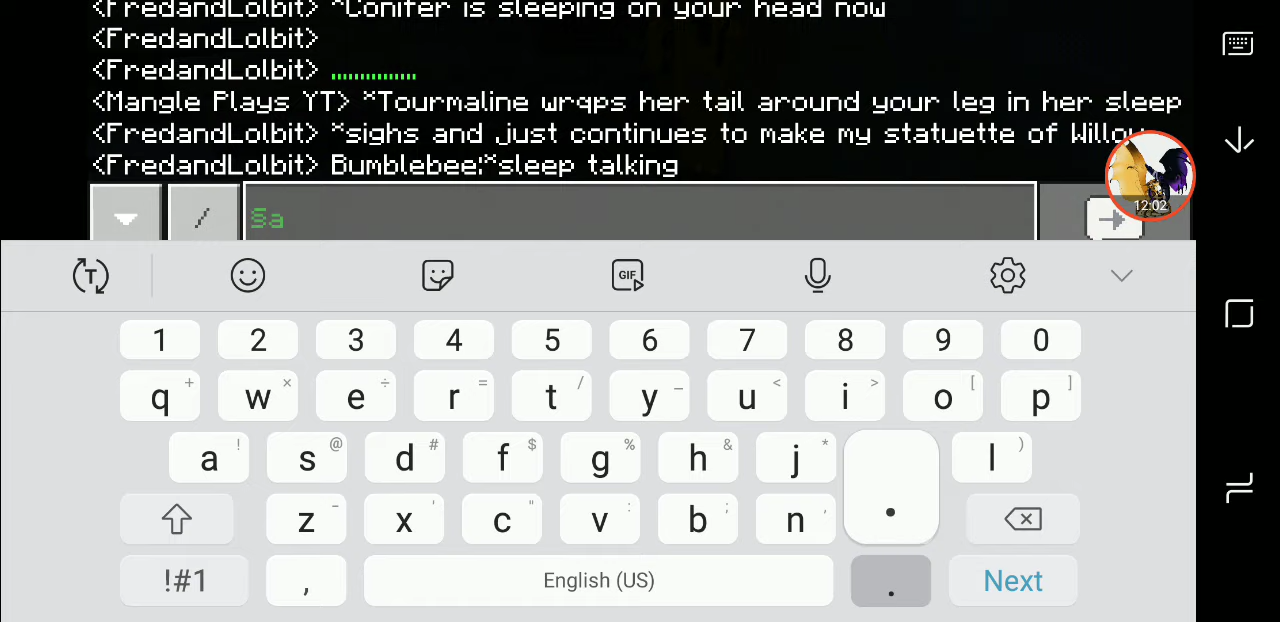 <FredandLolbit> *Conifer is sleeping on your head now
<FredandLolbit>
<FredandLolbit> ...............
<Mangle Plays YT> *Tourmaline wrqps her tail around your leg in her sleep
<FredandLolbit> *sighs and just continues to make my statuette of Willow
<FredandLolbit> Bumblebee!*sleep talking
/ §a
12:02
T GIF
1 2 3 4 5 6 7 8 9 0
q + w × e ÷ r = t / y _ u < i > o [ p ]
a ! s @ d # f $ g % h & j * l )
z - x ' c " v : b ; n , .
!#1 , English (US) . Next